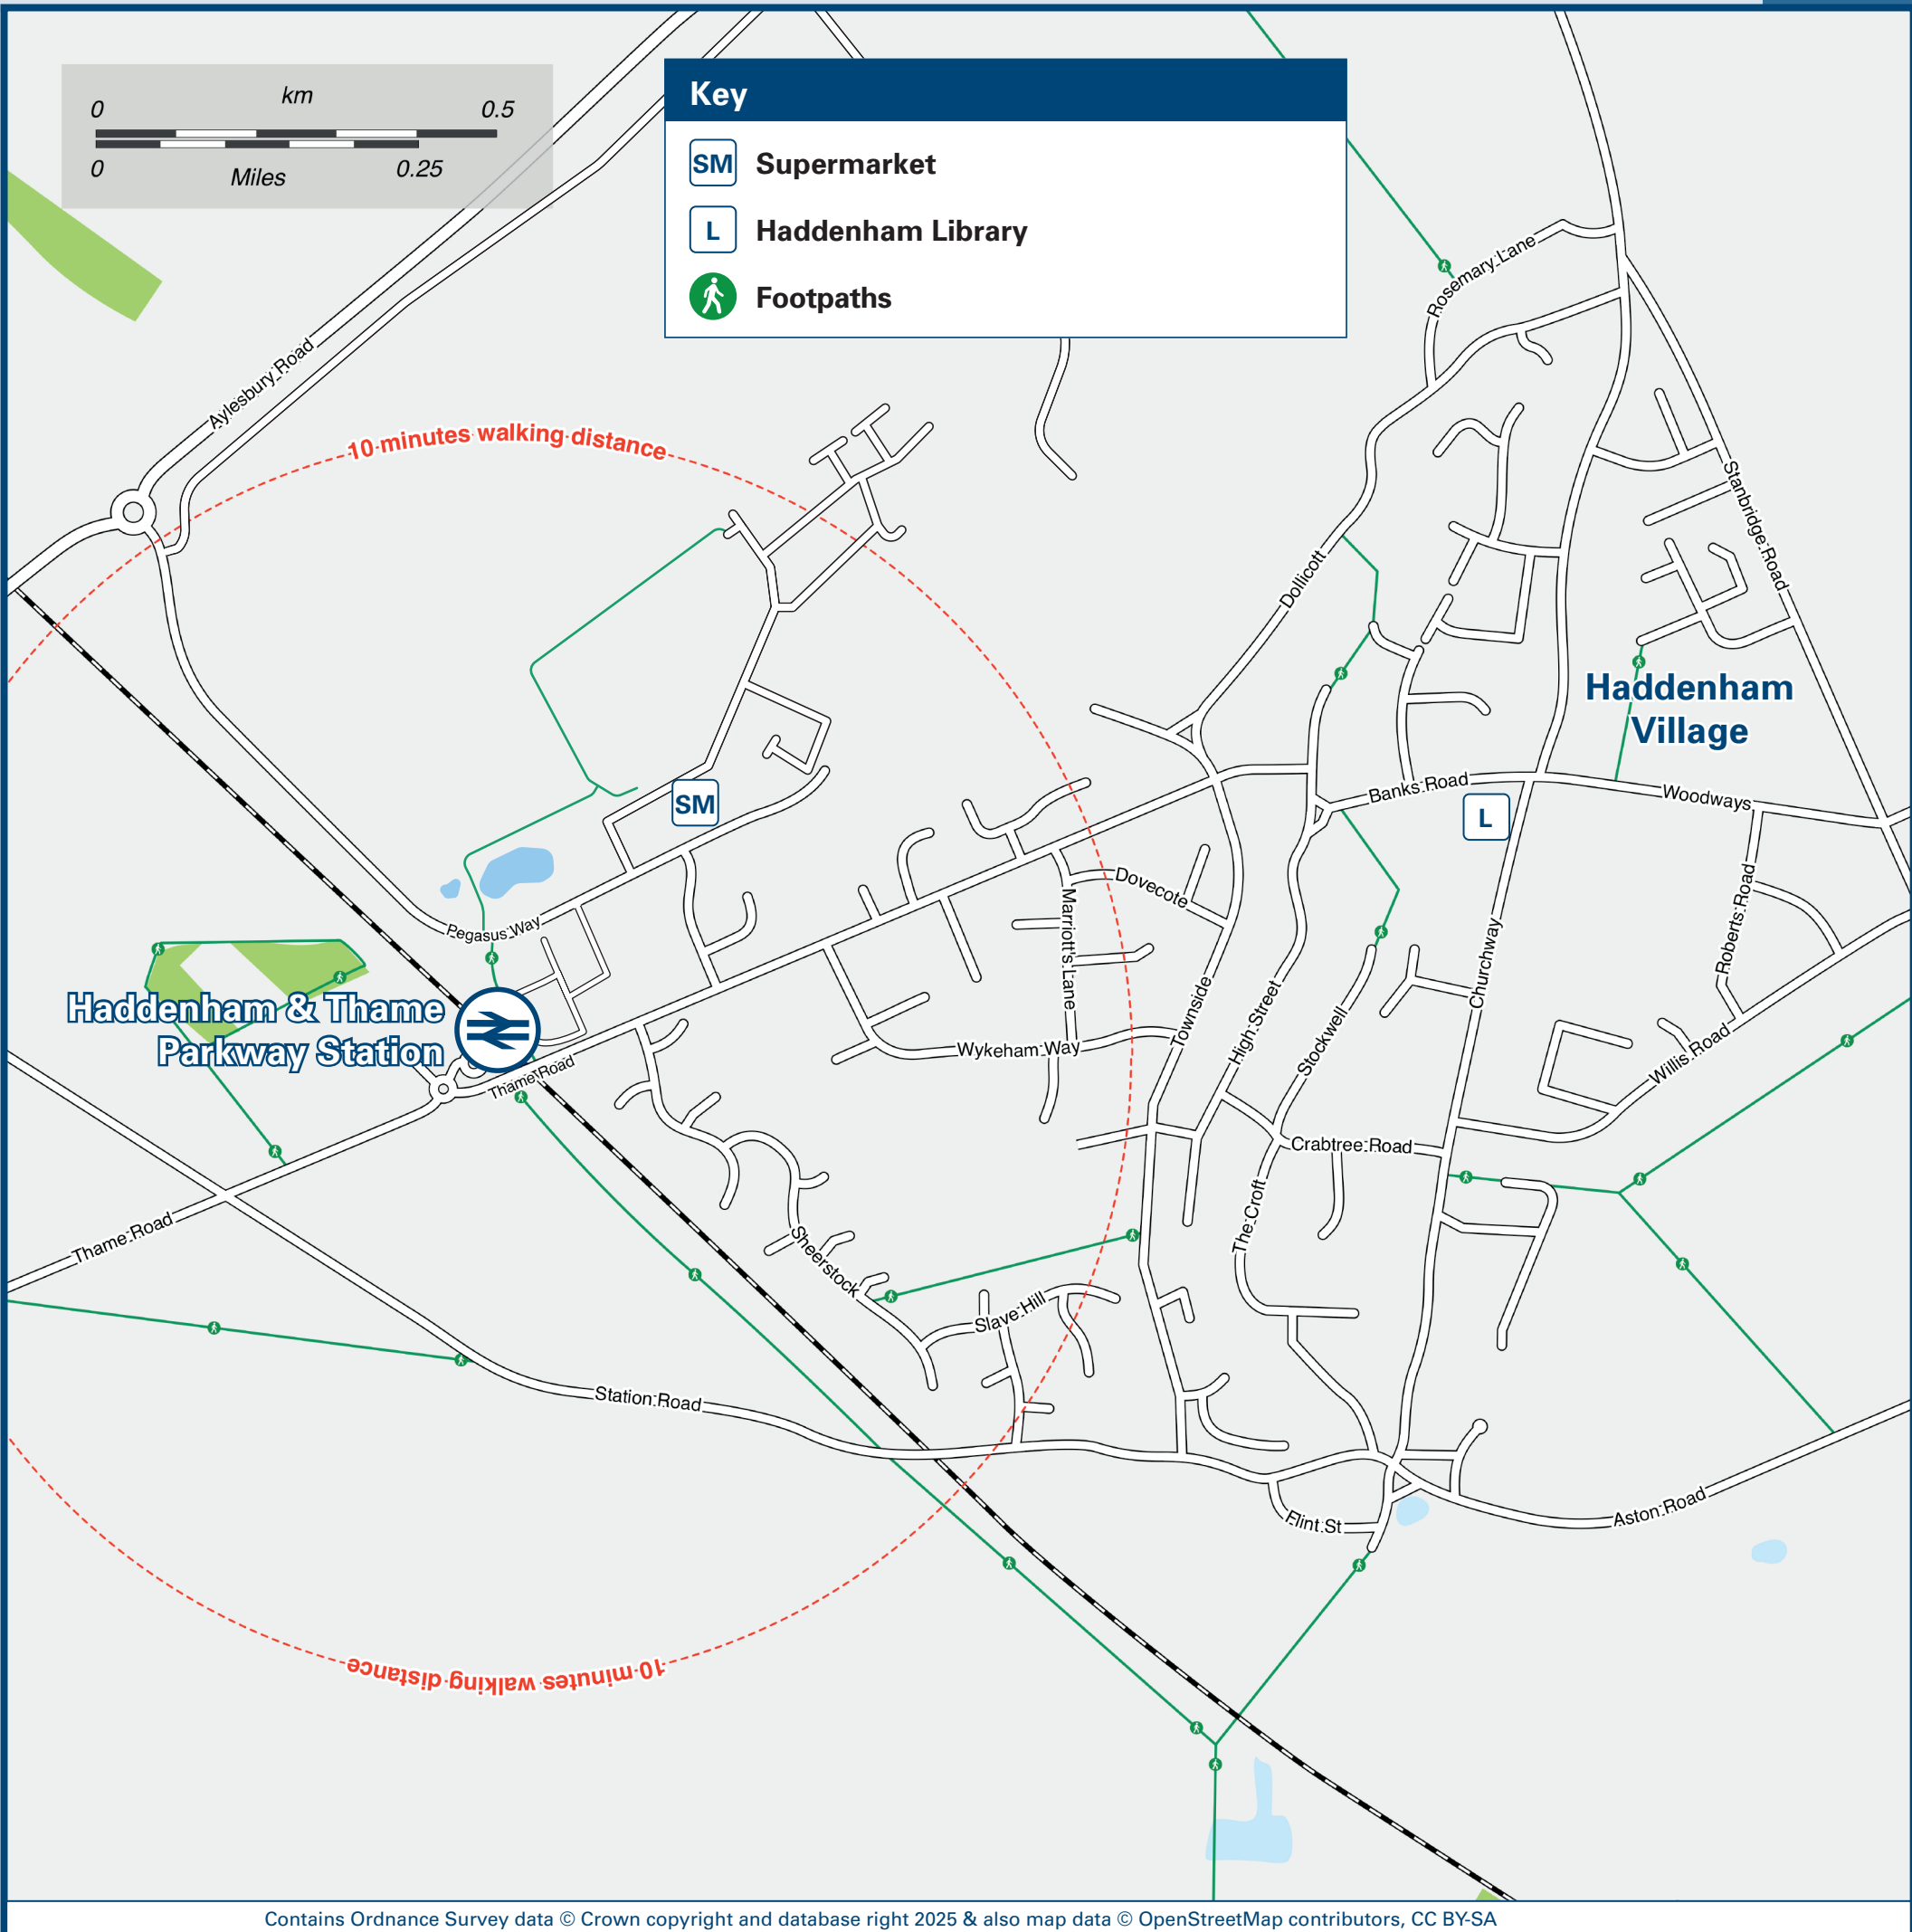 km
0
0.5
0
Miles
0.25
Key
SM
Supermarket
L
Haddenham Library
Footpaths
Rosemary Lane
Aylesbury Road
10 minutes walking distance
Stanbridge Road
Dollicott
Haddenham
Village
Banks Road
Woodways
SM
L
Dovecote
Marriott's Lane
Roberts Road
Pegasus Way
Churchway
Townside
High Street
Stockwell
Haddenham & Thame
Parkway Station
Wykeham Way
Willis Road
Thame Road
Crabtree Road
The Croft
Thame Road
Sheerstock
Slave Hill
Station Road
Aston Road
Flint St
10 minutes walking distance
Contains Ordnance Survey data © Crown copyright and database right 2025 & also map data © OpenStreetMap contributors, CC BY-SA